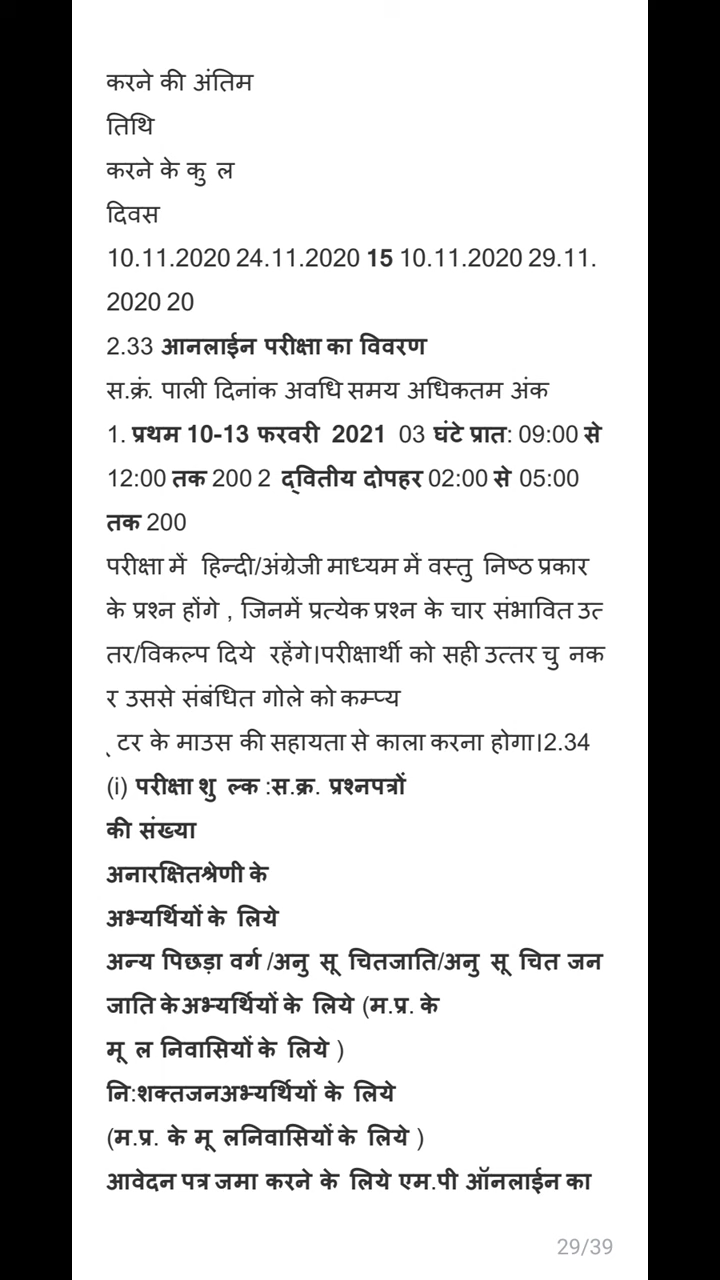 करने की अंतिम
तिथि
करने के कु ल
दिवस
10.11.2020 24.11.2020 15 10.11.2020 29.11.
2020 20
2.33 आनलाईन परीक्षा का विवरण
स.क्रं. पाली दिनांक अवधि समय अधिकतम अंक
1. प्रथम 10-13 फरवरी 2021 03 घंटे प्रात: 09:00 से
12:00 तक 200 2 द्वितीय दोपहर 02:00 से 05:00
तक 200
परीक्षा में हिन्दी/अंग्रेजी माध्यम में वस्तु निष्ठ प्रकार
के प्रश्न होंगे , जिनमें प्रत्येक प्रश्न के चार संभावित उत्
तर/विकल्प दिये रहेंगे।परीक्षार्थी को सही उत्तर चु नक
र उससे संबंधित गोले को कम्प्य
ू टर के माउस की सहायता से काला करना होगा।2.34
(i) परीक्षा शु ल्क :स.क्र. प्रश्नपत्रों
की संख्या
अनारक्षितश्रेणी के
अभ्यर्थियों के लिये
अन्य पिछड़ा वर्ग /अनु सू चितजाति/अनु सू चित जन
जाति केअभ्यर्थियों के लिये (म.प्र. के
मू ल निवासियों के लिये )
नि:शक्तजनअभ्यर्थियों के लिये
(म.प्र. के मू लनिवासियों के लिये )
आवेदन पत्र जमा करने के लिये एम.पी ऑनलाईन का
29/39